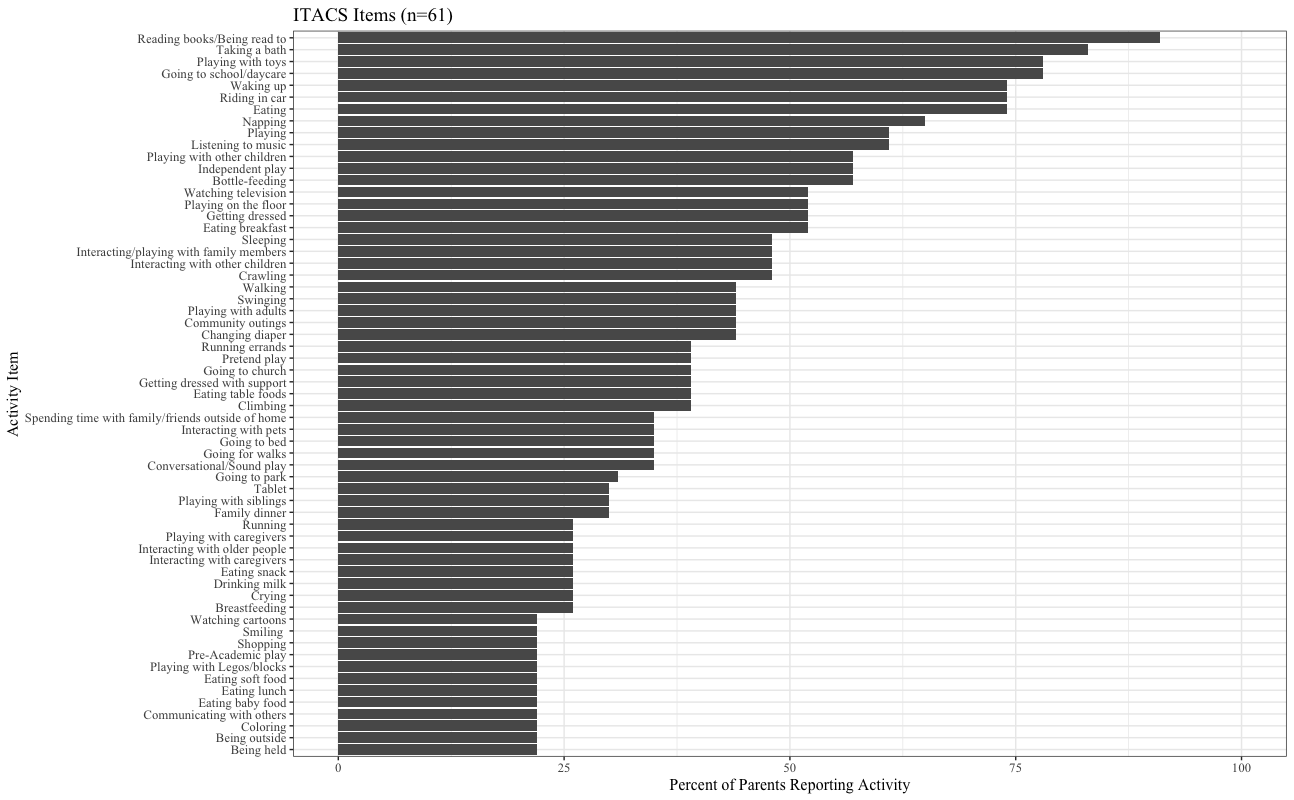 ITACS Items (n=61)
Reading books/Being read to
Taking a bath
Playing with toys
Going to school/daycare
Waking up
Riding in car
Eating
Napping
Playing
Listening to music
Playing with other children
Independent play
Bottle-feeding
Watching television
Playing on the floor
Getting dressed
Eating breakfast
Sleeping
Interacting/playing with family members
Interacting with other children
Crawling
Walking
Swinging
Playing with adults
Community outings
Changing diaper
Running errands
Pretend play
Going to church
Getting dressed with support
Eating table foods
Climbing
Spending time with family/friends outside of home
Interacting with pets
Going to bed
Going for walks
Conversational/Sound play
Going to park
Tablet
Playing with siblings
Family dinner
Running
Playing with caregivers
Interacting with older people
Interacting with caregivers
Eating snack
Drinking milk
Crying
Breastfeeding
Watching cartoons
Smiling
Shopping
Pre-Academic play
Playing with Legos/blocks
Eating soft food
Eating lunch
Eating baby food
Communicating with others
Coloring
Being outside
Being held
Activity Item
0 25 50 75 100
Percent of Parents Reporting Activity